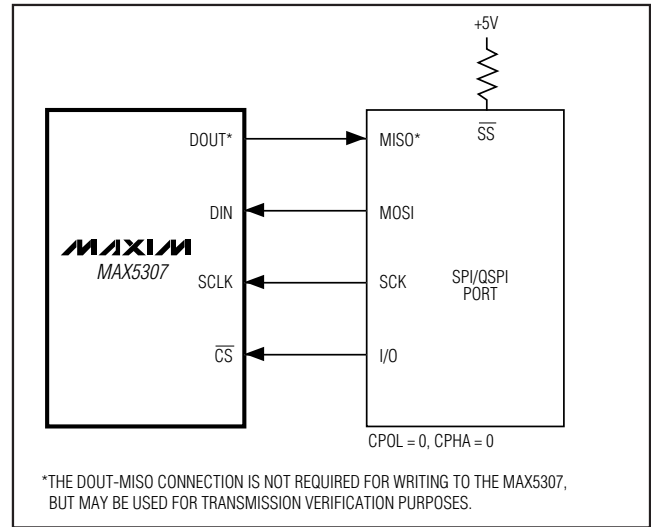 +5V
DOUT*
MISO*
SS
DIN
MOSI
MAXIM
MAX5307
SCLK
SCK
SPI/QSPI
PORT
CS
I/O
CPOL = 0, CPHA = 0
*THE DOUT-MISO CONNECTION IS NOT REQUIRED FOR WRITING TO THE MAX5307,
BUT MAY BE USED FOR TRANSMISSION VERIFICATION PURPOSES.